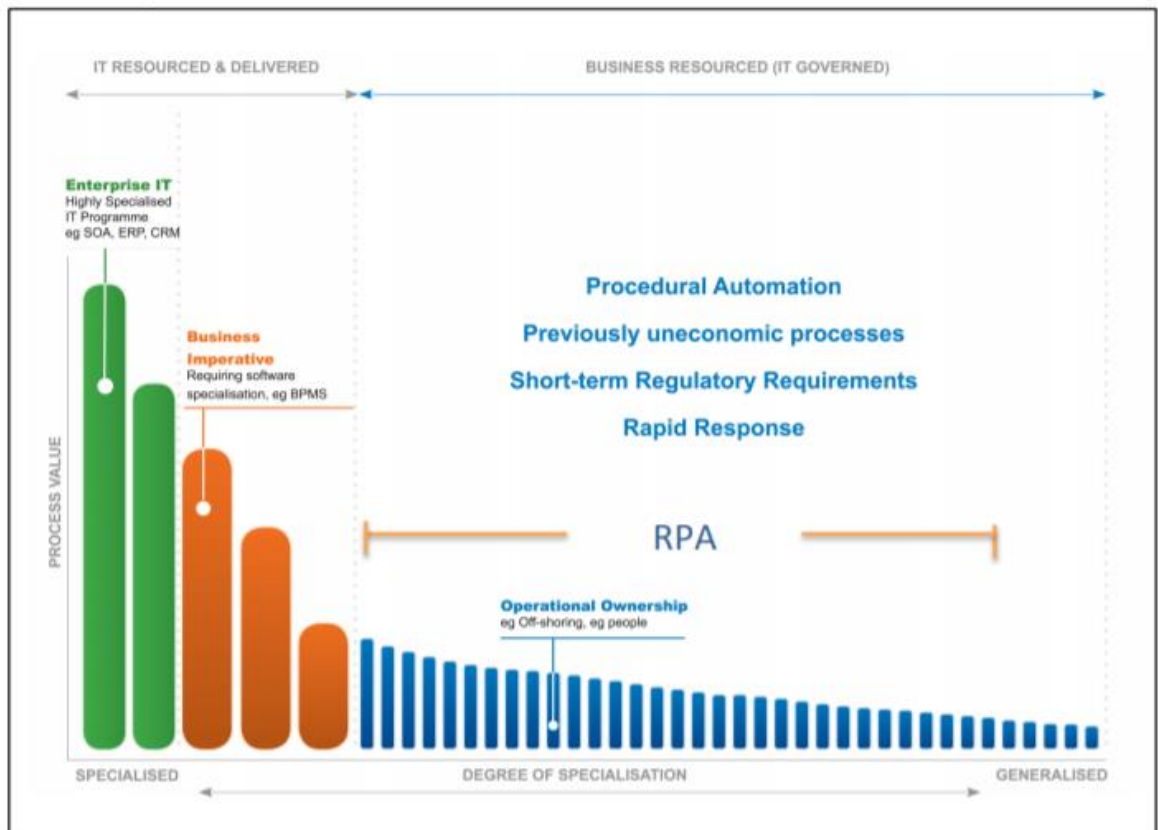 IT RESOURCED & DELIVERED
BUSINESS RESOURCED (IT GOVERNED)
Enterprise IT
Highly Specialised
IT Programme
eg SOA, ERP, CRM
Business
Imperative
Requiring software
specialisation, eg BPMS
Procedural Automation
Previously uneconomic processes
Short-term Regulatory Requirements
Rapid Response
PROCESS VALUE
RPA
Operational Ownership
eg Off-shoring, eg people
SPECIALISED
DEGREE OF SPECIALISATION
GENERALISED